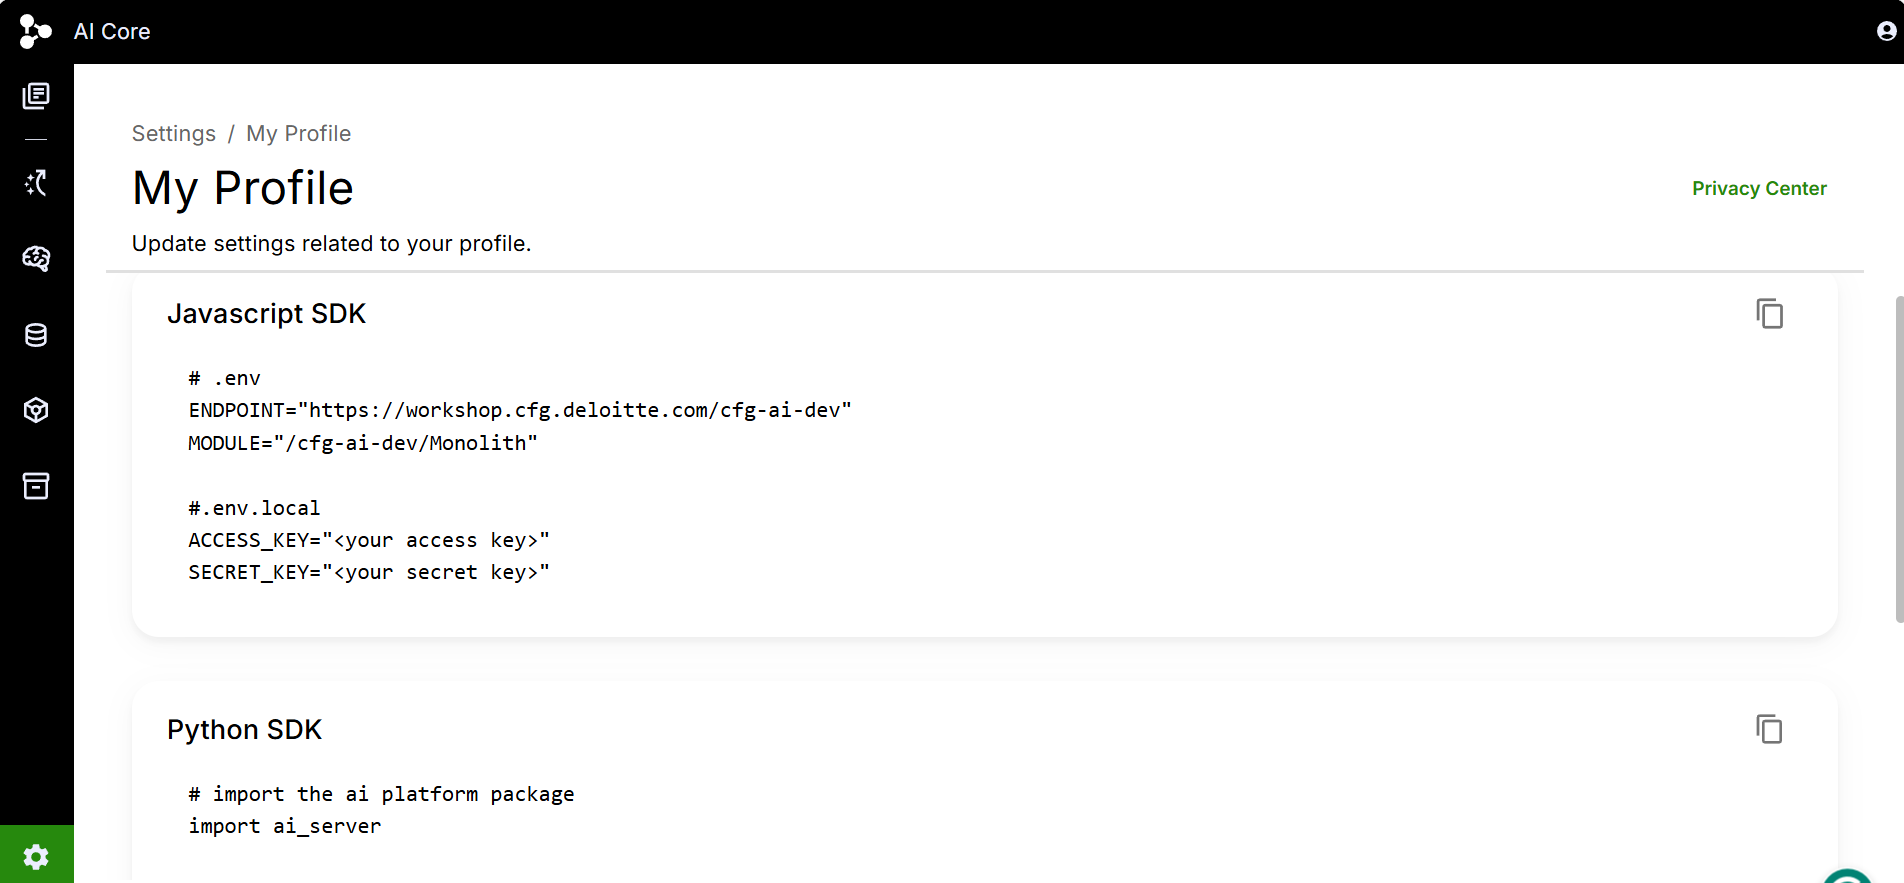 AI Core
Settings / My Profile
My Profile
Privacy Center
Update settings related to your profile.
Javascript SDK
# .env
ENDPOINT="https://workshop.cfg.deloitte.com/cfg-ai-dev"
MODULE="/cfg-ai-dev/Monolith"
#.env.local
ACCESS_KEY="<your access key>"
SECRET_KEY="<your secret key>"
Python SDK
# import the ai platform package
import ai_server